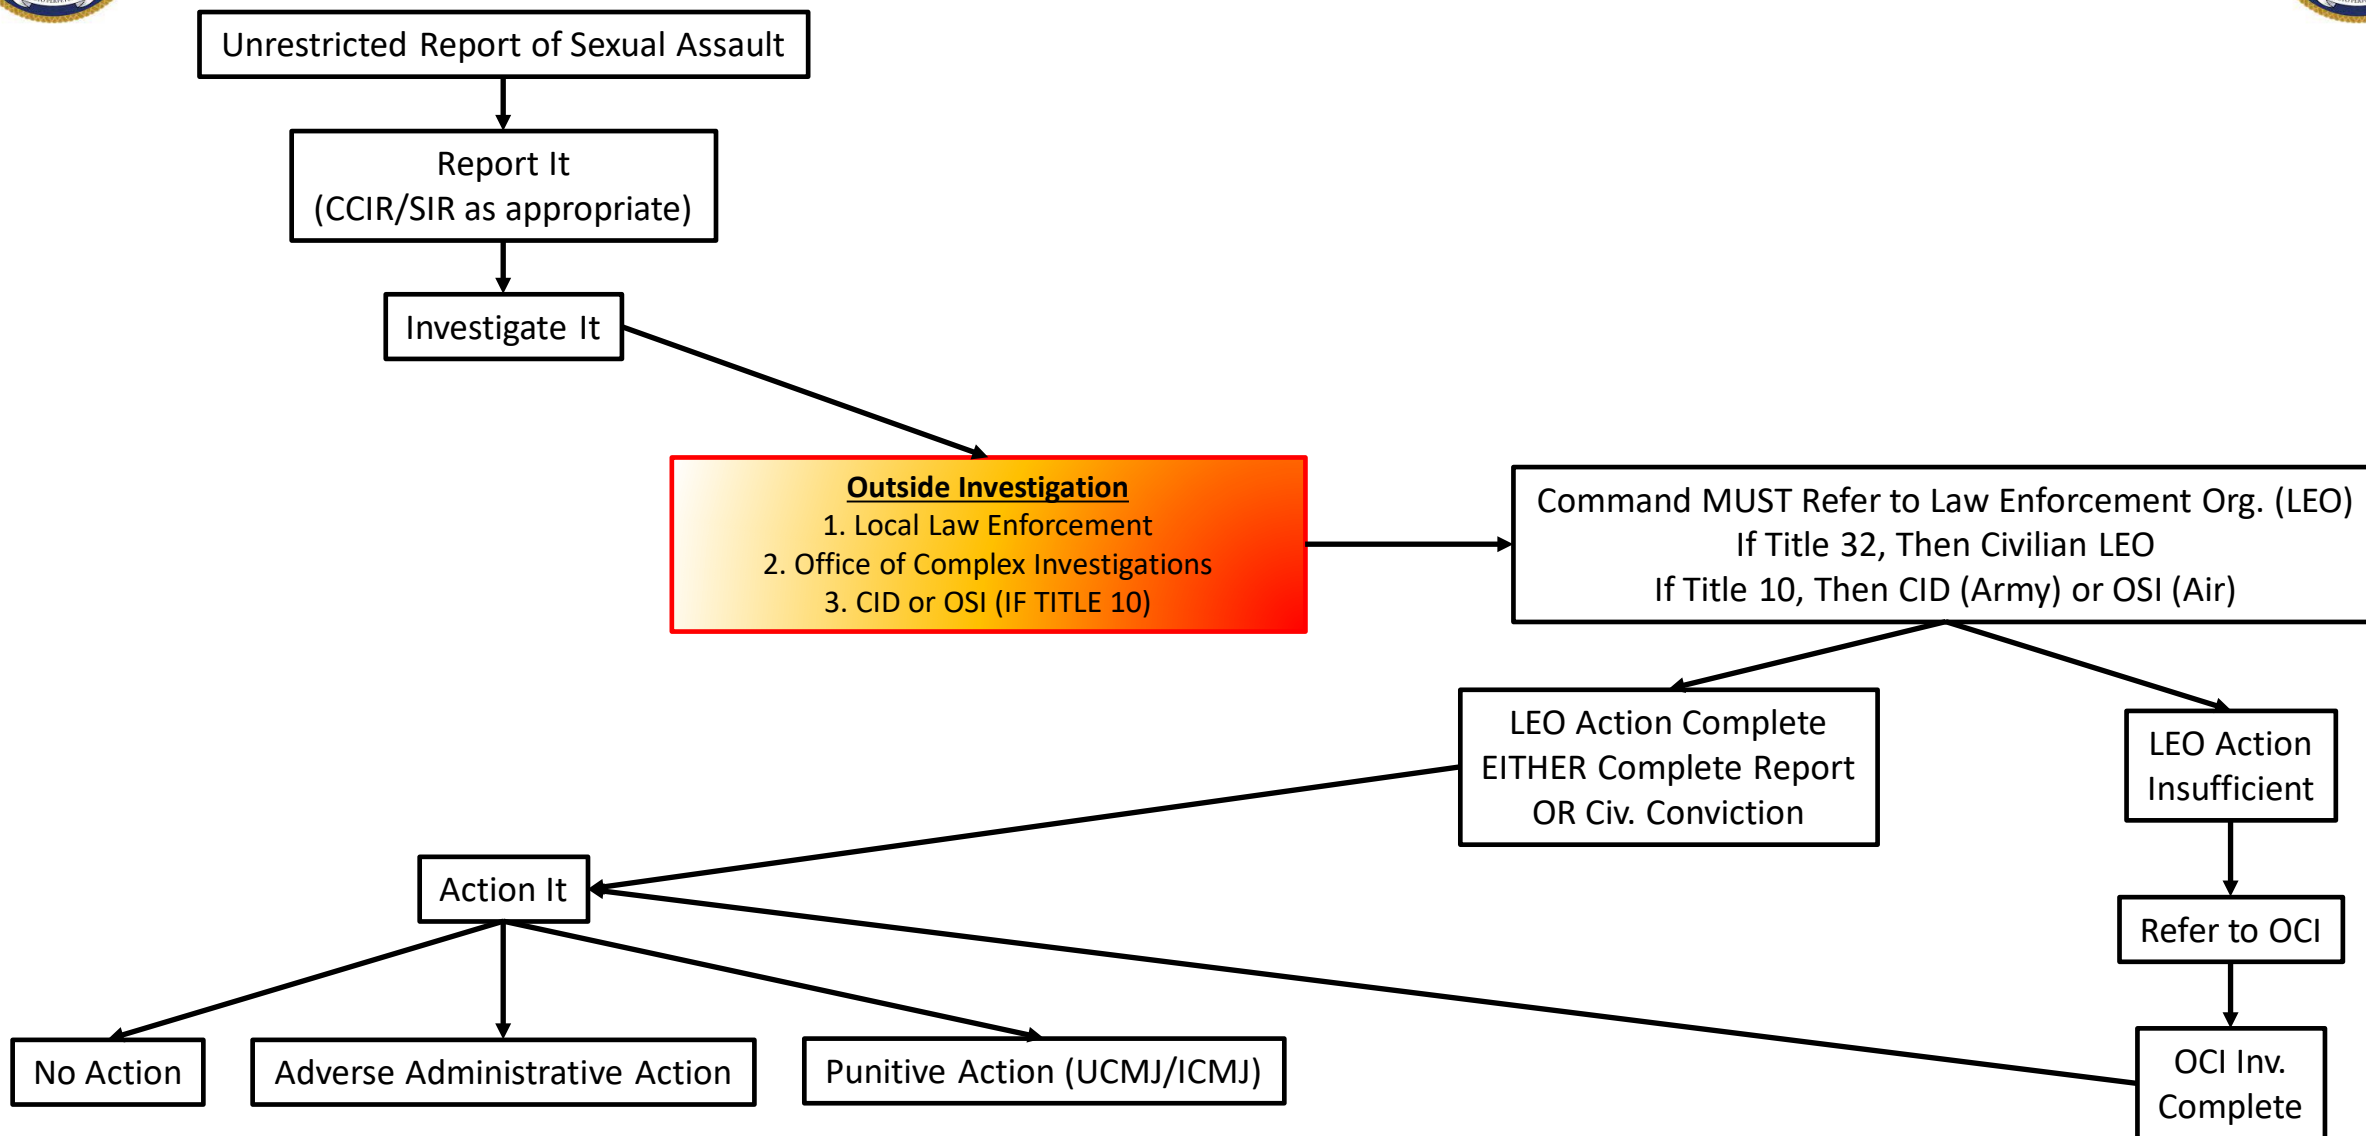 Unrestricted Report of Sexual Assault
Report It
(CCIR/SIR as appropriate)
Investigate It
Outside Investigation
1. Local Law Enforcement
2. Office of Complex Investigations
3. CID or OSI (IF TITLE 10)
Command MUST Refer to Law Enforcement Org. (LEO)
If Title 32, Then Civilian LEO
If Title 10, Then CID (Army) or OSI (Air)
LEO Action Complete
EITHER Complete Report
OR Civ. Conviction
LEO Action
Insufficient
Action It
Refer to OCI
No Action
Adverse Administrative Action
Punitive Action (UCMJ/ICMJ)
OCI Inv.
Complete